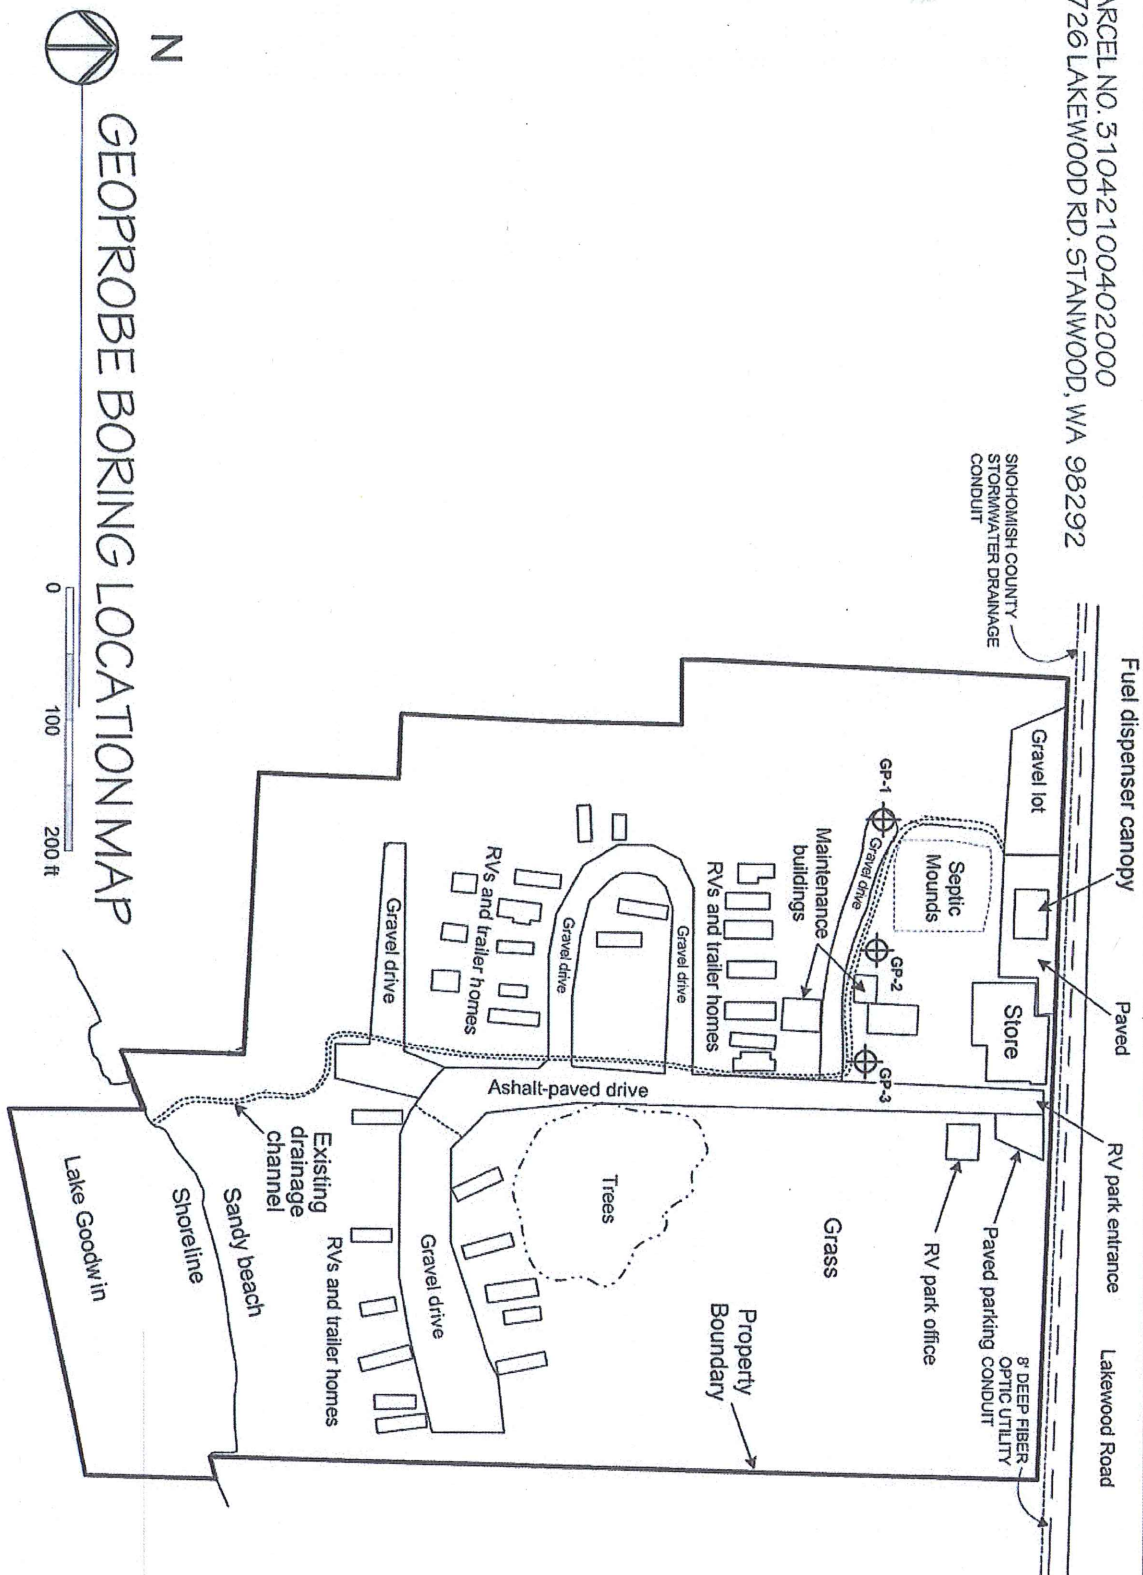 ARCEL NO. 31042100402000
726 LAKEWOOD RD. STANWOOD, WA 98292
N
GEOPROBE BORING LOCATION MAP
0
100
200 ft
SNOHOMISH COUNTY
STORMWATER DRAINAGE
CONDUIT
Fuel dispenser canopy
Paved
RV park entrance
Lakewood Road
Gravel lot
Store
Septic
Mounds
GP-1
Gravel drive
GP-2
GP-3
Maintenance
buildings
RVs and trailer homes
Gravel drive
Gravel drive
RVs and trailer homes
Gravel drive
Ashalt-paved drive
8' DEEP FIBER
OPTIC UTILITY
CONDUIT
Paved parking
RV park office
Grass
Property
Boundary
Trees
Gravel drive
RVs and trailer homes
Existing
drainage
channel
Sandy beach
Shoreline
Lake Goodwin